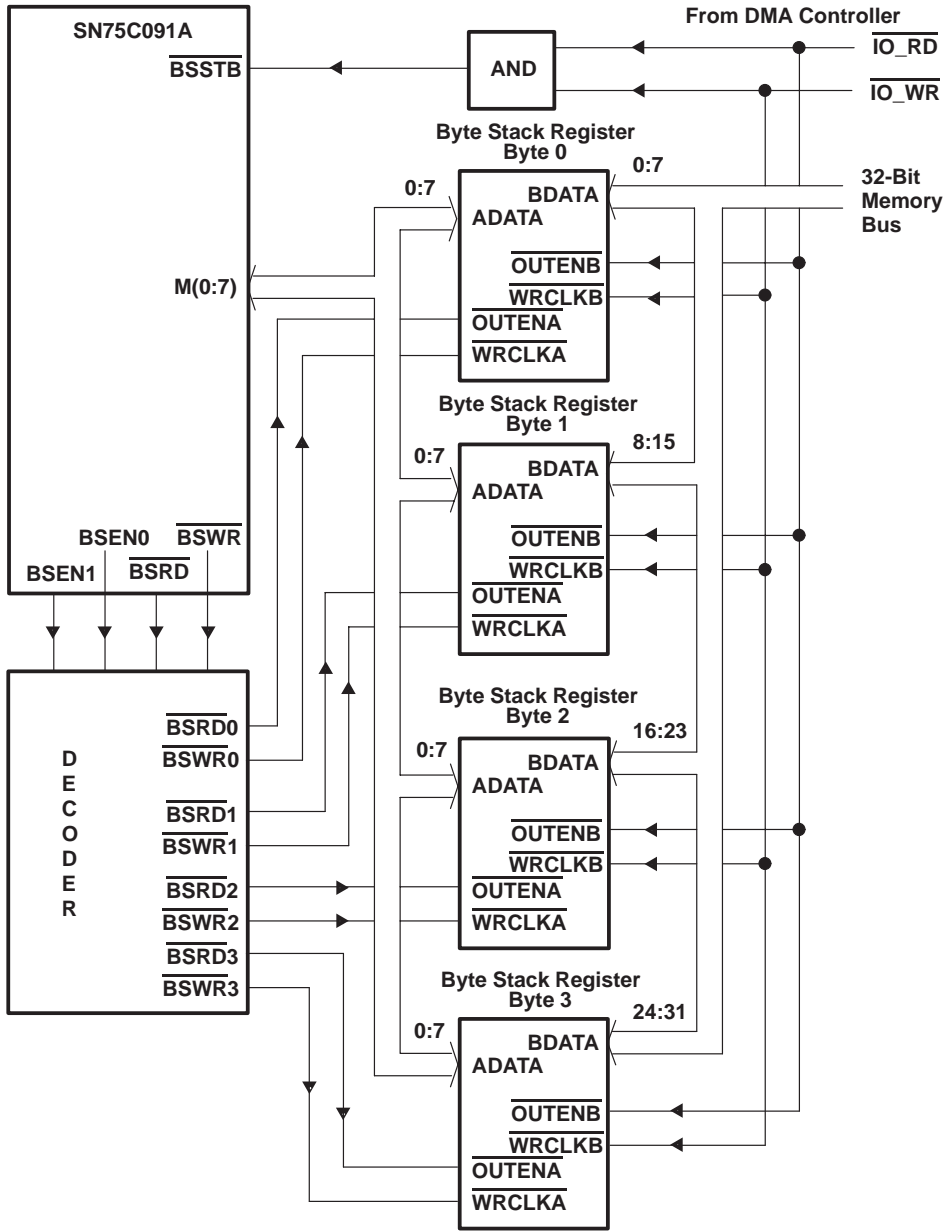 From DMA Controller
SN75C091A
BSSTB
AND
IO_RD
IO_WR
Byte Stack Register
Byte 0
0:7
0:7
BDATA
ADATA
32-Bit
Memory
Bus
OUTENB
M(0:7)
WRCLKB
OUTENA
WRCLKA
Byte Stack Register
Byte 1
8:15
0:7
BDATA
ADATA
OUTENB
WRCLKB
OUTENA
WRCLKA
BSEN0
BSWR
BSEN1
BSRD
Byte Stack Register
Byte 2
16:23
0:7
BDATA
ADATA
OUTENB
WRCLKB
OUTENA
WRCLKA
DECODER
BSRD0
BSWR0
BSRD1
BSWR1
BSRD2
BSWR2
BSRD3
BSWR3
Byte Stack Register
Byte 3
24:31
0:7
BDATA
ADATA
OUTENB
WRCLKB
OUTENA
WRCLKA